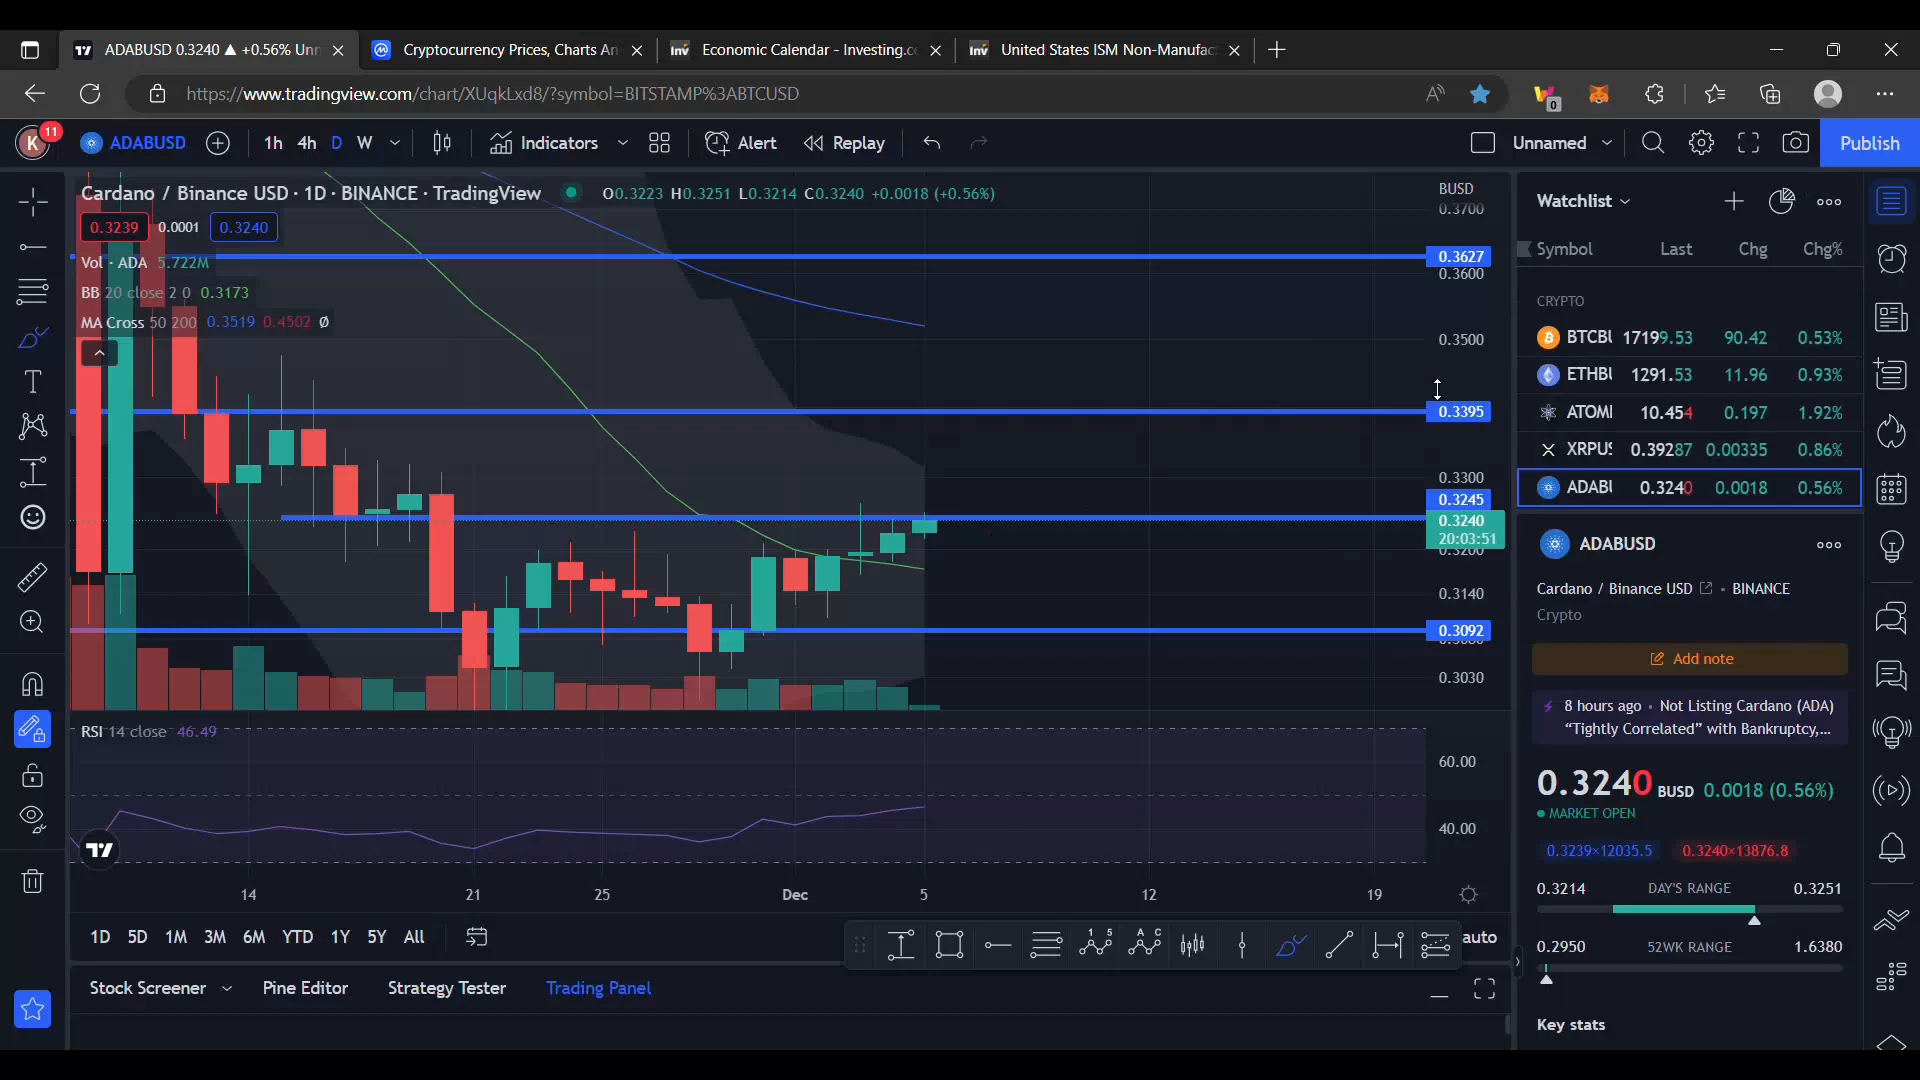 ADABUSD 0.3240 ▲ +0.56% Unn
Cryptocurrency Prices, Charts An
Economic Calendar - Investing.co
United States ISM Non-Manufac
https://www.tradingview.com/chart/XUqkLxd8/?symbol=BITSTAMP%3ABTCUSD
0
K 11 ADABUSD 1h 4h D W Indicators Alert Replay Unnamed Publish
Cardano / Binance USD · 1D · BINANCE · TradingView O0.3223 H0.3251 L0.3214 C0.3240 +0.0018 (+0.56%)
0.3239 0.0001 0.3240
Vol · ADA 5.722M
BB 20 close 2 0 0.3173
MA Cross 50 200 0.3519 0.4502 Ø
BUSD
0.3700
0.3627
0.3600
0.3500
0.3395
0.3300
0.3245
0.3240
20:03:51
0.3200
0.3140
0.3092
0.3030
RSI 14 close 46.49
60.00
40.00
14 21 25 Dec 5 12 19
1D 5D 1M 3M 6M YTD 1Y 5Y All auto
Stock Screener Pine Editor Strategy Tester Trading Panel
Watchlist
Symbol Last Chg Chg%
CRYPTO
BTCBU 17199.53 90.42 0.53%
ETHBU 1291.53 11.96 0.93%
ATOMI 10.454 0.197 1.92%
XRPUS 0.39287 0.00335 0.86%
ADABU 0.3240 0.0018 0.56%
ADABUSD
Cardano / Binance USD · BINANCE
Crypto
Add note
8 hours ago · Not Listing Cardano (ADA)
“Tightly Correlated” with Bankruptcy,...
0.3240 BUSD 0.0018 (0.56%)
MARKET OPEN
0.3239×12035.5 0.3240×13876.8
0.3214 DAY'S RANGE 0.3251
0.2950 52WK RANGE 1.6380
Key stats